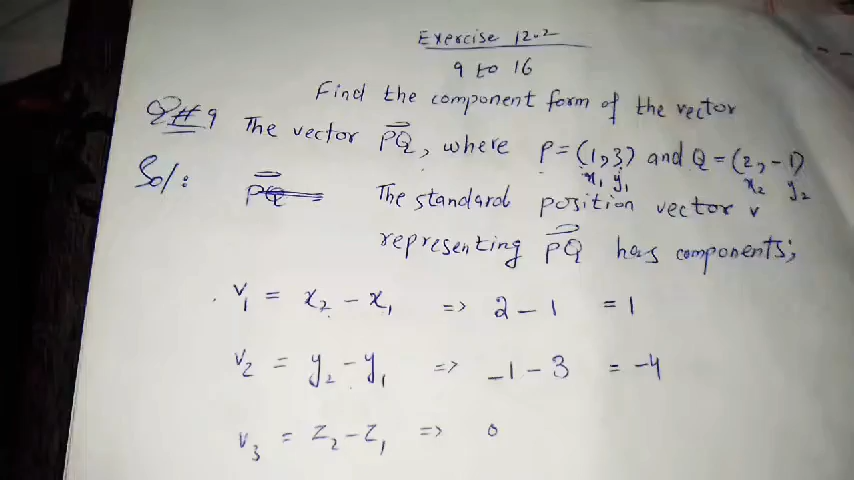 Exercise 12.2
9 to 16
Find the component form of the vector
Q#9 The vector PQ, where P=(1,3) and Q=(2,-1)
x₁ y₁ x₂ y₂
Sol: PQ The standard position vector v
representing PQ has components;
v₁ = x₂ - x₁ => 2 - 1 = 1
v₂ = y₂ - y₁ => -1 - 3 = -4
v₃ = z₂ - z₁ => 0